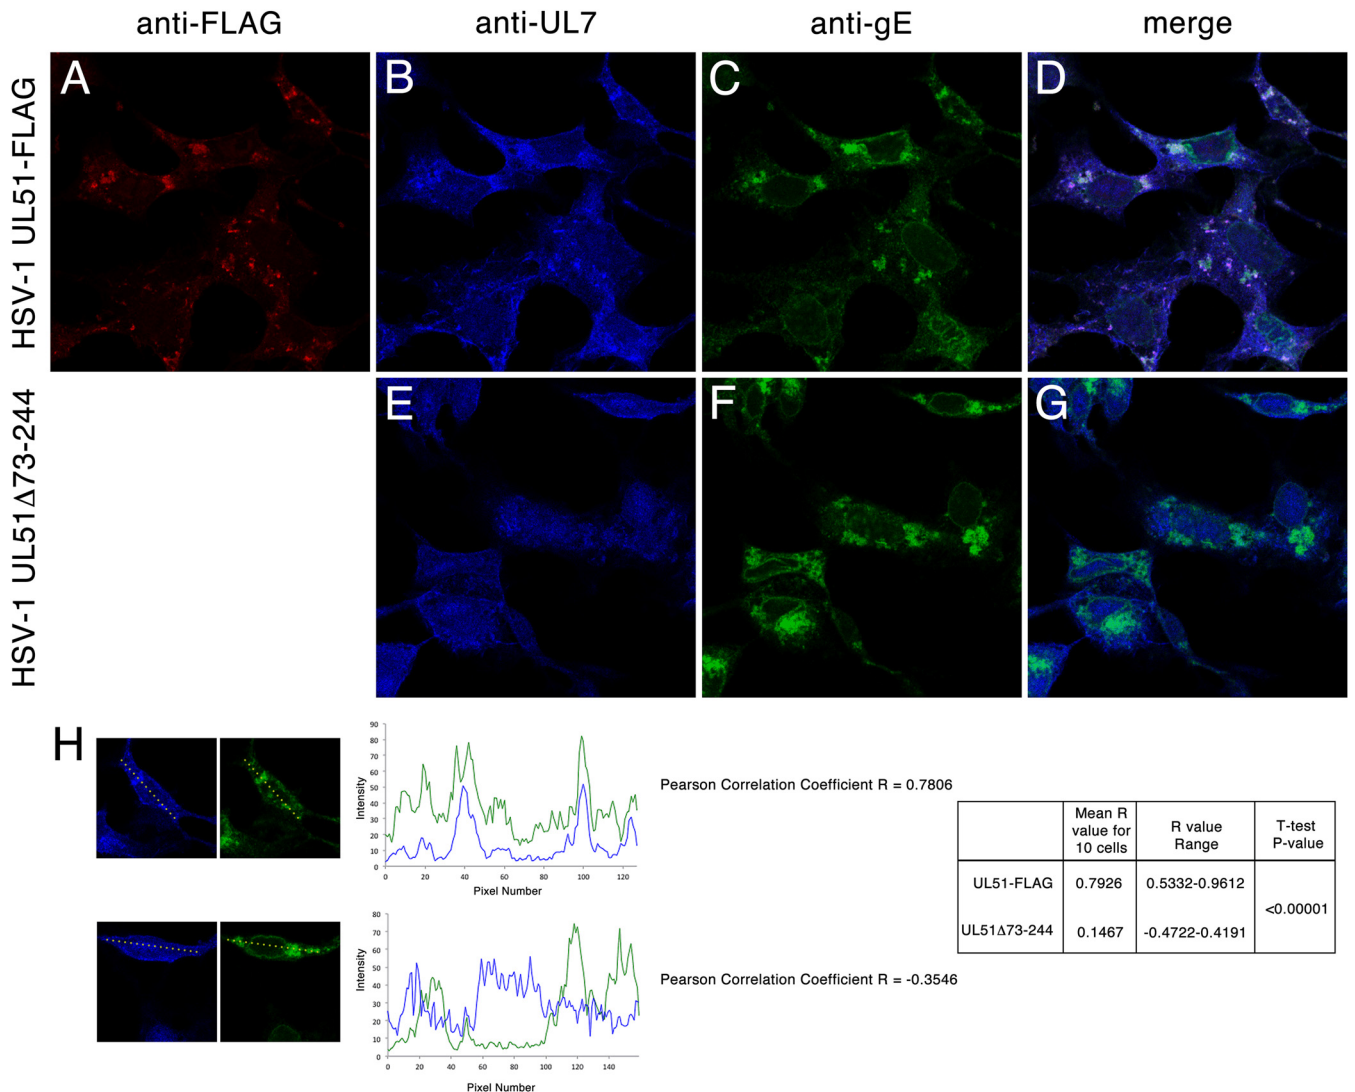 anti-FLAG
anti-UL7
anti-gE
merge
HSV-1 UL51-FLAG
A
B
C
D
HSV-1 UL51Δ73-244
E
F
G
H
90
80
70
60
50
40
30
20
10
0
Intensity
0 20 40 60 80 100 120
Pixel Number
Pearson Correlation Coefficient R = 0.7806
80
70
60
50
40
30
20
10
0
Intensity
0 20 40 60 80 100 120 140
Pixel Number
Pearson Correlation Coefficient R = -0.3546
Mean R
value for
10 cells
R value
Range
T-test
P-value
UL51-FLAG 0.7926 0.5332-0.9612
<0.00001
UL51Δ73-244 0.1467 -0.4722-0.4191